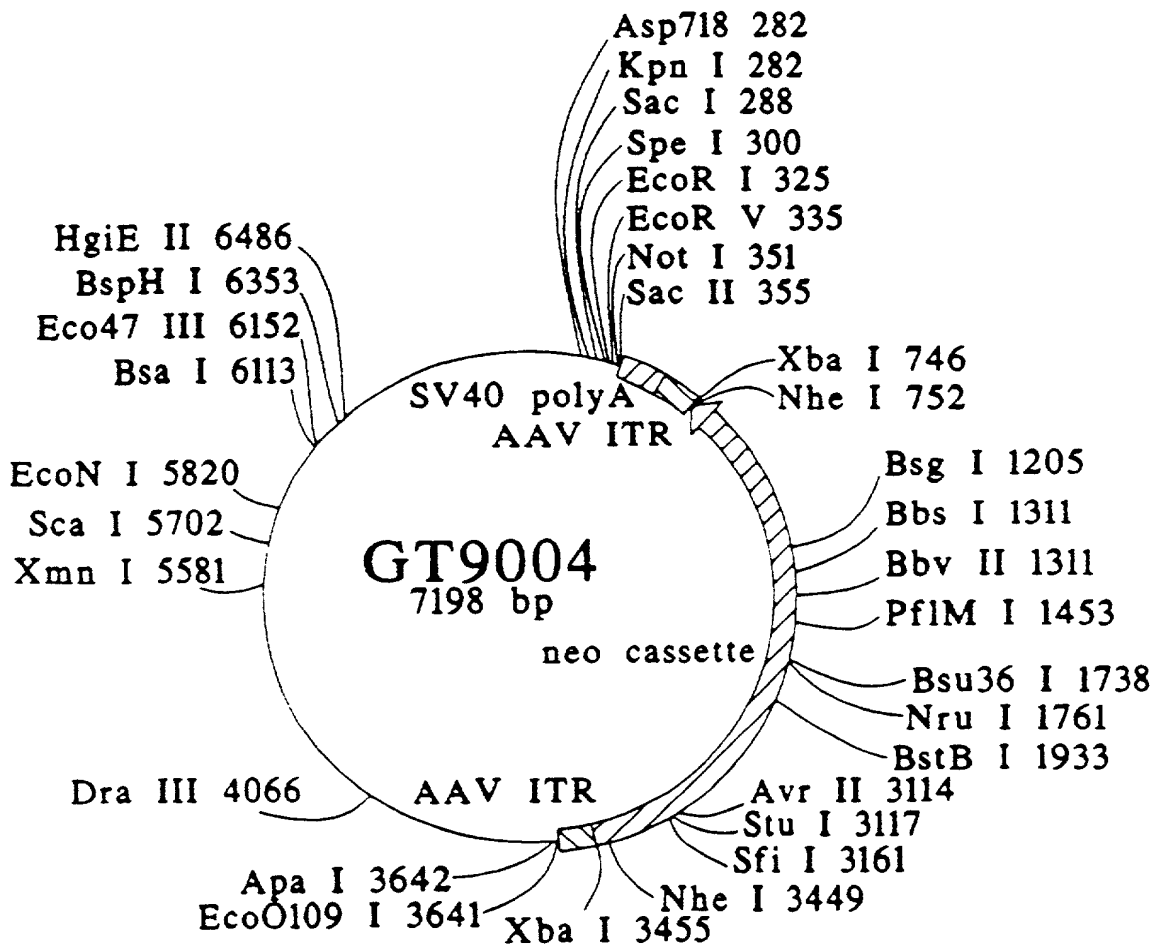 Asp718 282
Kpn I 282
Sac I 288
Spe I 300
EcoR I 325
EcoR V 335
Not I 351
Sac II 355
Xba I 746
Nhe I 752
HgiE II 6486
BspH I 6353
Eco47 III 6152
Bsa I 6113
SV40 polyA
AAV ITR
EcoN I 5820
Sca I 5702
Xmn I 5581
GT9004
7198 bp
neo cassette
Bsg I 1205
Bbs I 1311
Bbv II 1311
PflM I 1453
Bsu36 I 1738
Nru I 1761
BstB I 1933
Dra III 4066
AAV ITR
Avr II 3114
Stu I 3117
Sfi I 3161
Nhe I 3449
Xba I 3455
Apa I 3642
EcoO109 I 3641